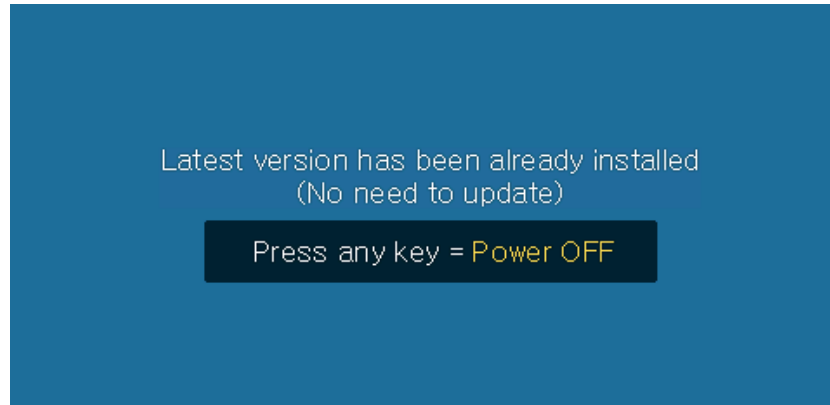 Latest version has been already installed
(No need to update)
Press any key = Power OFF